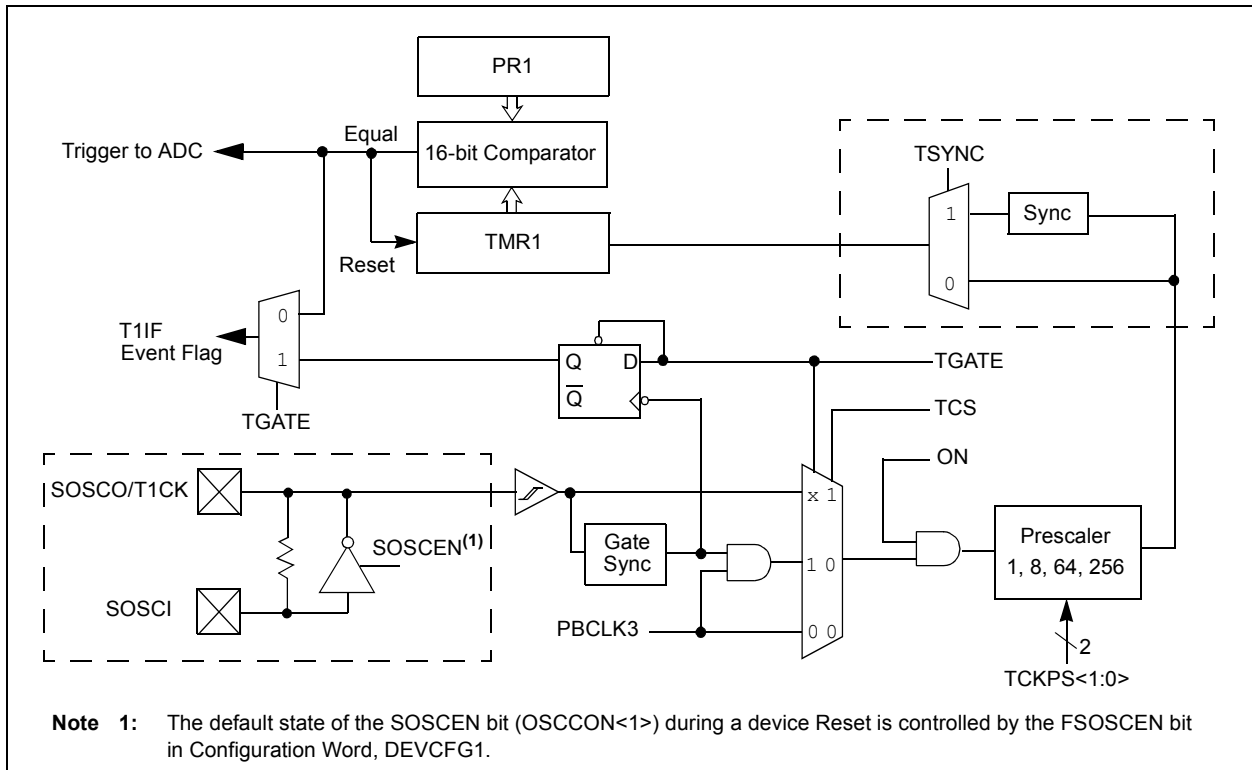 PR1
Equal
Trigger to ADC
16-bit Comparator
TSYNC
1
Sync
TMR1
Reset
0
0
T1IF
Event Flag
1
Q
D
TGATE
Q̅
TGATE
TCS
ON
SOSCO/T1CK
x 1
SOSCEN(1)
Gate
Sync
1 0
Prescaler
1, 8, 64, 256
SOSCI
PBCLK3
0 0
2
TCKPS<1:0>
Note 1: The default state of the SOSCEN bit (OSCCON<1>) during a device Reset is controlled by the FSOSCEN bit
in Configuration Word, DEVCFG1.